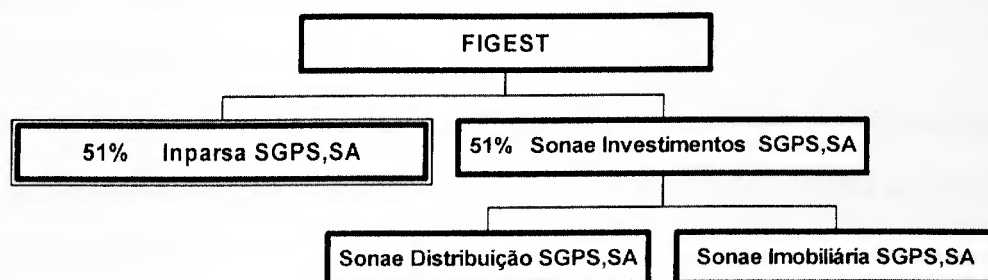 FIGEST
51% Inparsa SGPS,SA
51% Sonae Investimentos SGPS,SA
Sonae Distribuição SGPS,SA
Sonae Imobiliária SGPS,SA